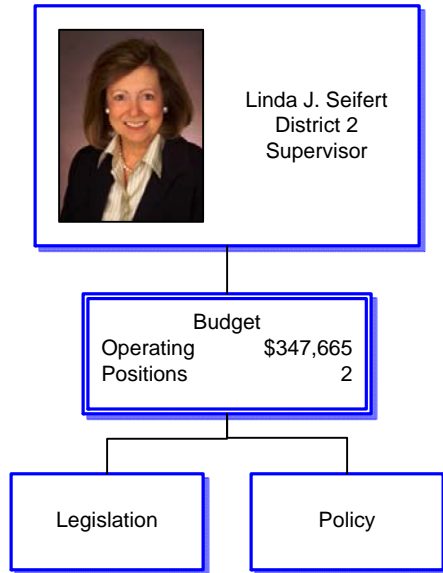 Linda J. Seifert
District 2
Supervisor
Budget
Operating $347,665
Positions 2
Legislation
Policy